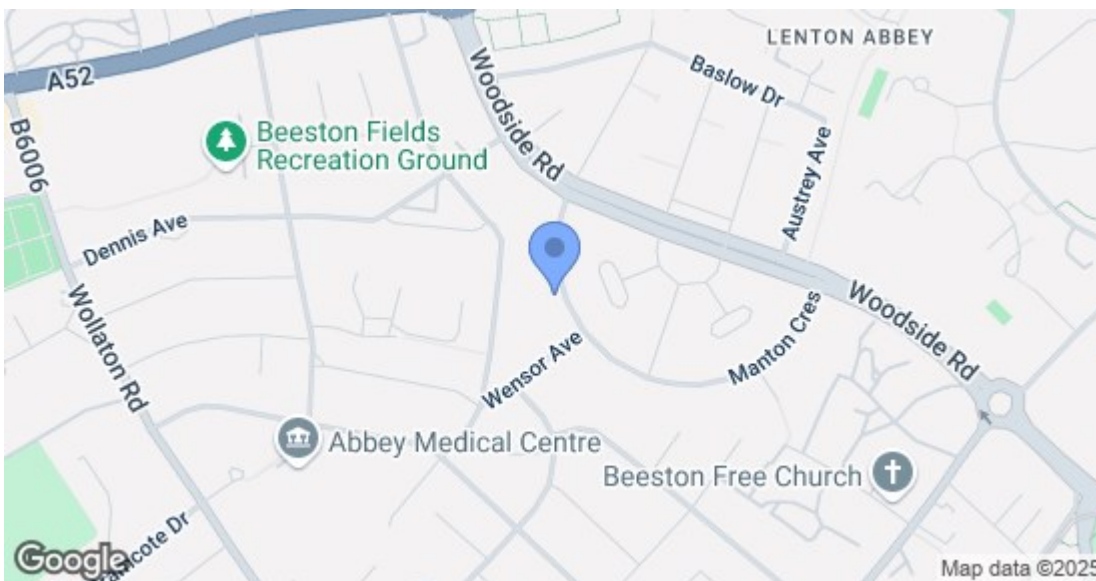 LENTON ABBEY
A52
Woodside Rd
Baslow Dr
B6006
Beeston Fields
Recreation Ground
Austrey Ave
Dennis Ave
Wollaton Rd
Woodside Rd
Manton Cres
Wensor Ave
Abbey Medical Centre
Beeston Free Church
Google
Map data ©2025